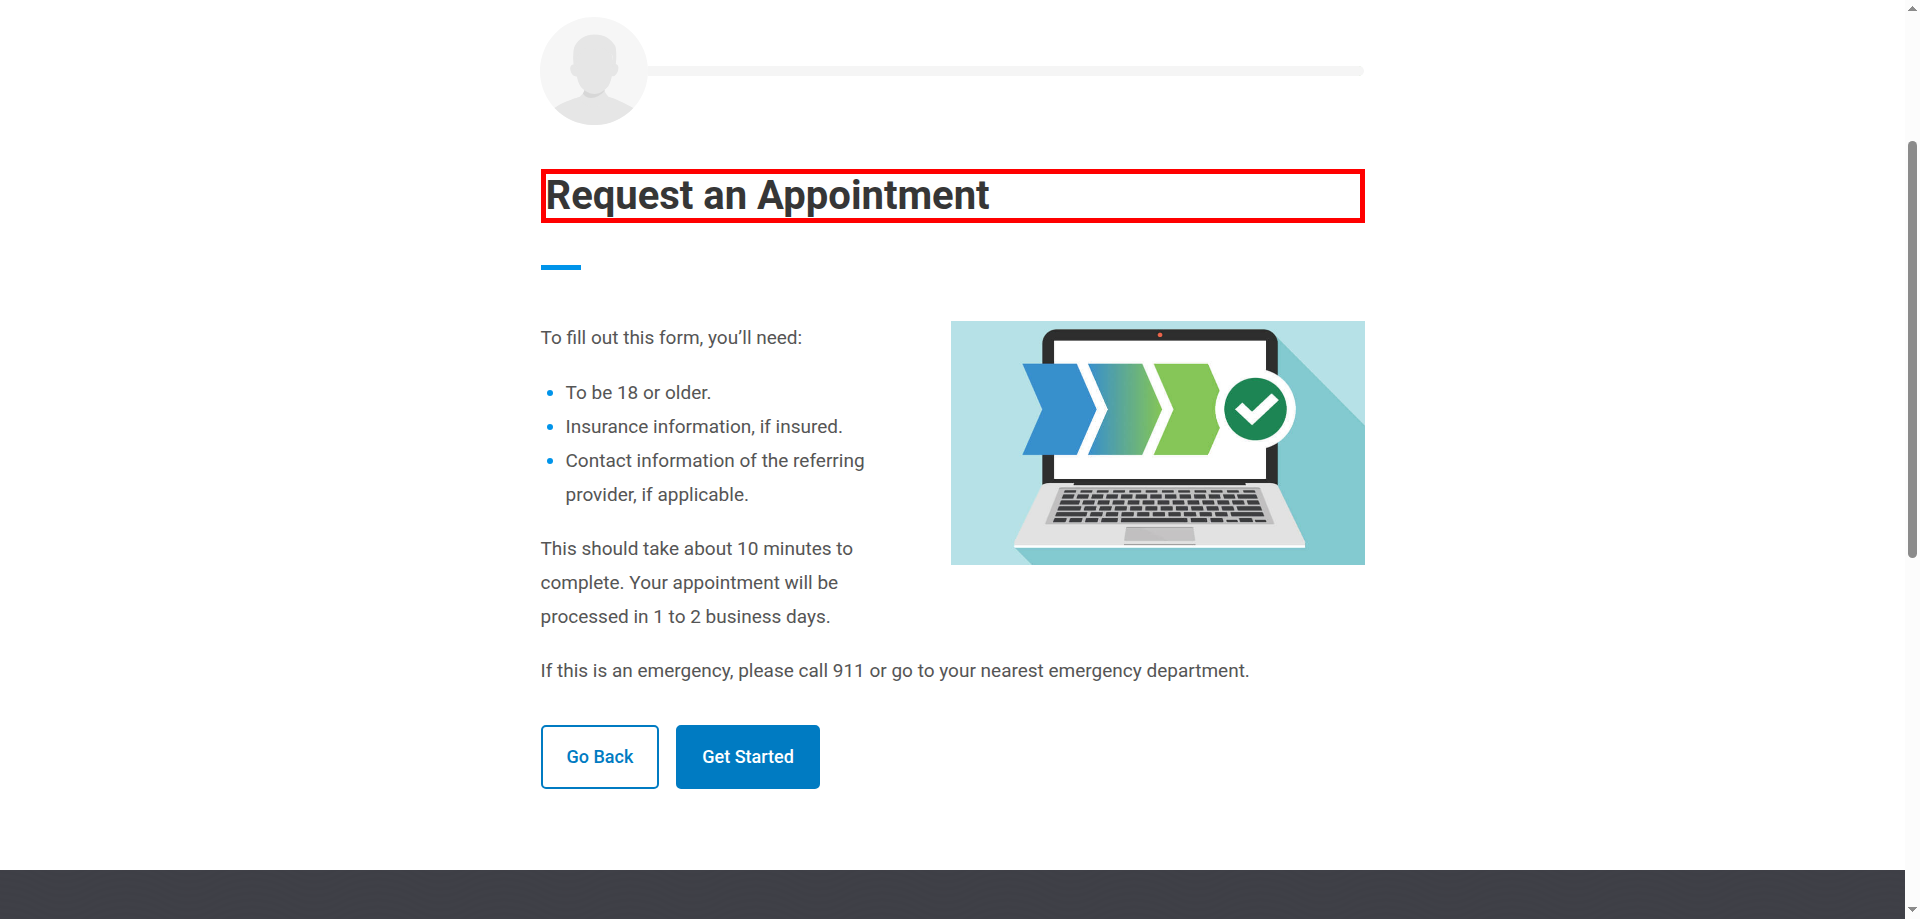 Request an Appointment
To fill out this form, you’ll need:
To be 18 or older.
Insurance information, if insured.
Contact information of the referring
provider, if applicable.
This should take about 10 minutes to
complete. Your appointment will be
processed in 1 to 2 business days.
If this is an emergency, please call 911 or go to your nearest emergency department.
Go Back
Get Started